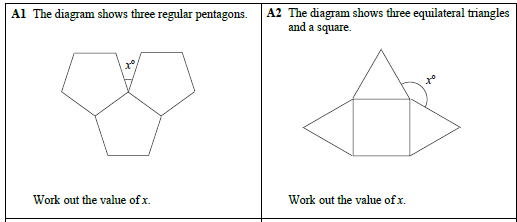 A1 The diagram shows three regular pentagons.
x°
Work out the value of x.
A2 The diagram shows three equilateral triangles
and a square.
x°
Work out the value of x.